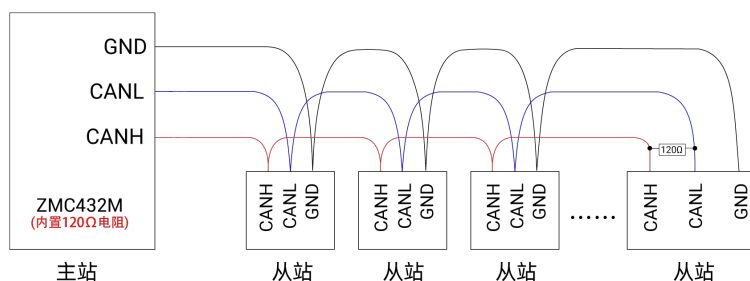 GND
CANL
CANH
ZMC432M
(内置120Ω电阻)
主站
CANH
CANL
GND
从站
CANH
CANL
GND
从站
CANH
CANL
GND
从站
......
120Ω
CANH
CANL
GND
从站